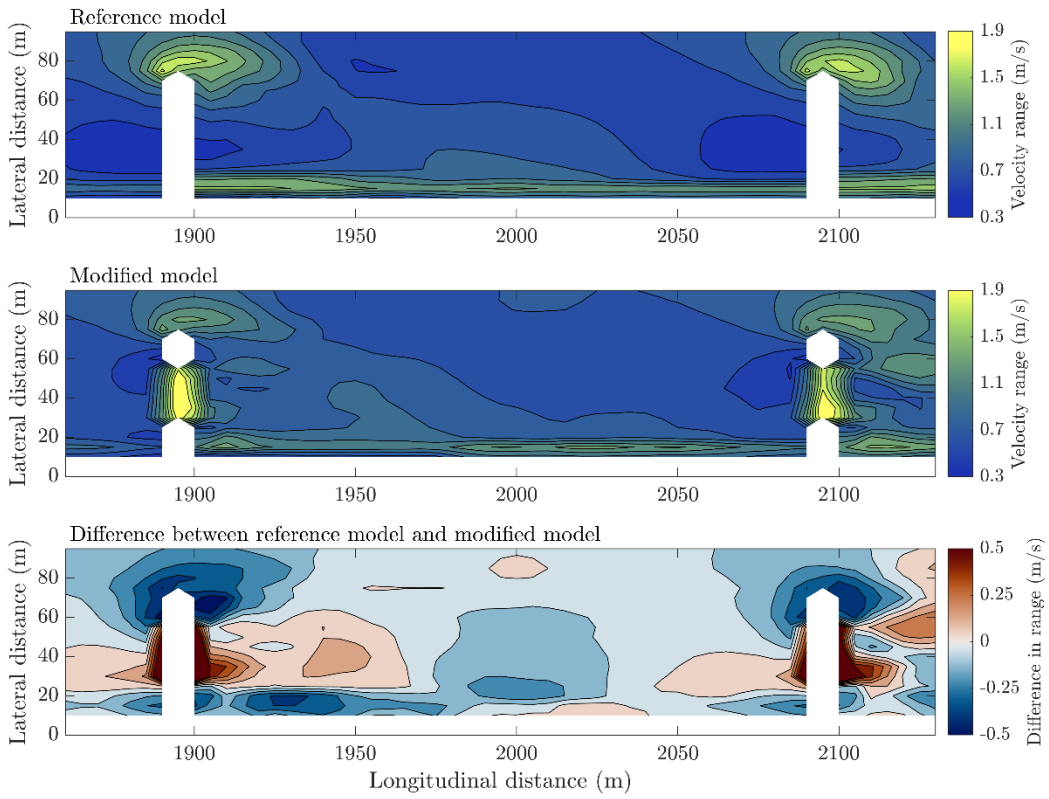 Reference model
Lateral distance (m)
80
60
40
20
0
1900 1950 2000 2050 2100
1.9
1.5
1.1
0.7
0.3
Velocity range (m/s)
Modified model
Lateral distance (m)
80
60
40
20
0
1900 1950 2000 2050 2100
1.9
1.5
1.1
0.7
0.3
Velocity range (m/s)
Difference between reference model and modified model
Lateral distance (m)
80
60
40
20
0
1900 1950 2000 2050 2100
Longitudinal distance (m)
0.5
0.25
0
-0.25
-0.5
Difference in range (m/s)